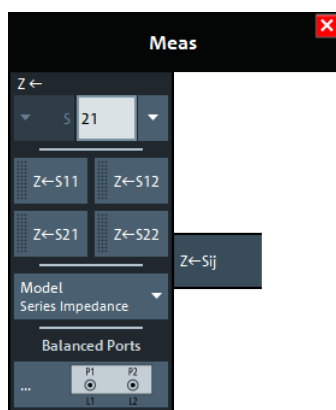 Meas
Z←
S 21
Z←S11 Z←S12
Z←S21 Z←S22
Z←Sij
Model
Series Impedance
Balanced Ports
... P1 P2
L1 L2